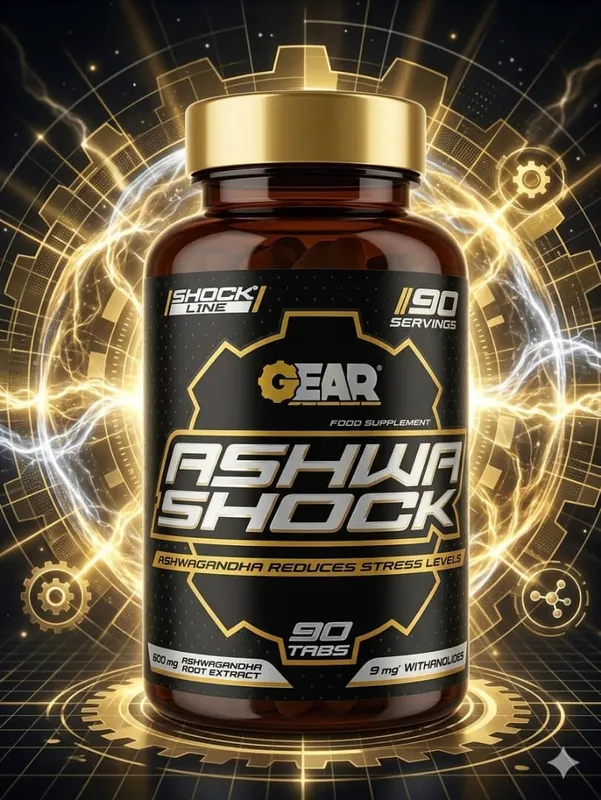 SHOCK®
LINE
90
SERVINGS
GEAR®
FOOD SUPPLEMENT
ASHWA
SHOCK
ASHWAGANDHA REDUCES STRESS LEVELS
90
TABS
600 mg ASHWAGANDHA
ROOT EXTRACT
9 mg* WITHANOLIDES